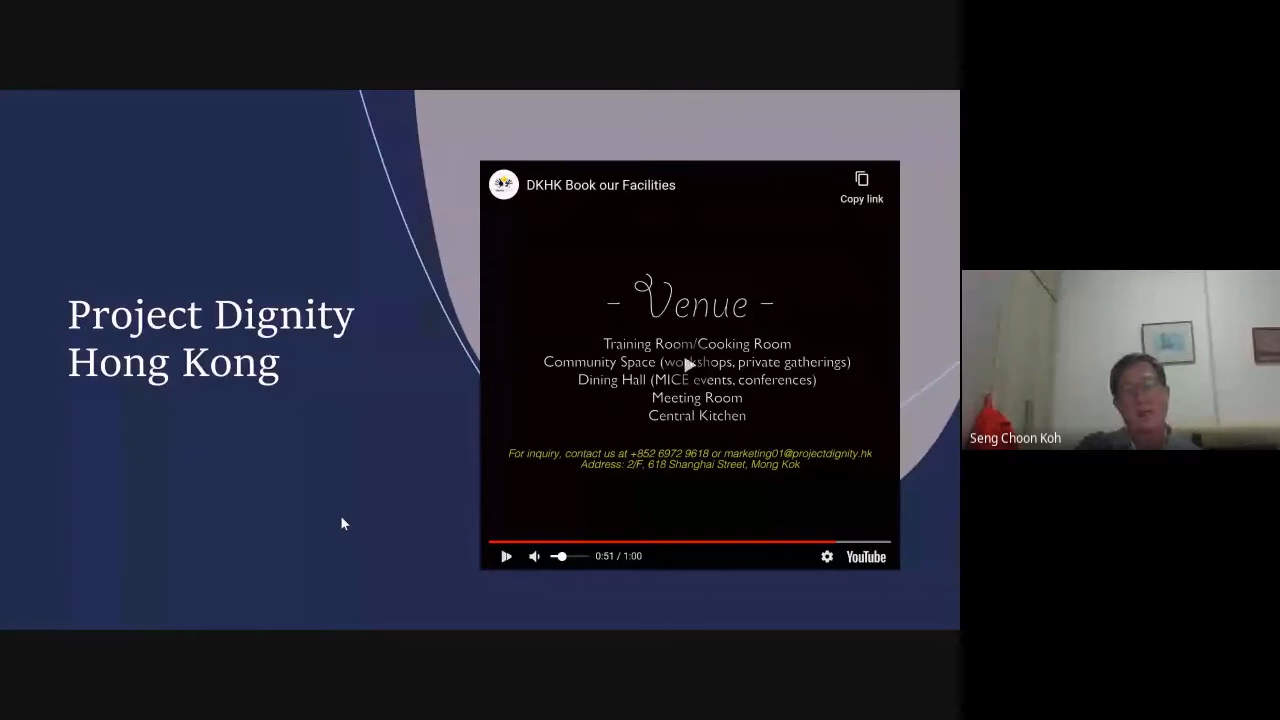 Project Dignity
Hong Kong
DKHK Book our Facilities
Copy link
- Venue -
Training Room/Cooking Room
Community Space (workshops, private gatherings)
Dining Hall (MICE events, conferences)
Meeting Room
Central Kitchen
For inquiry, contact us at +852 6972 9618 or marketing01@projectdignity.hk
Address: 2/F, 618 Shanghai Street, Mong Kok
0:51 / 1:00
YouTube
Seng Choon Koh